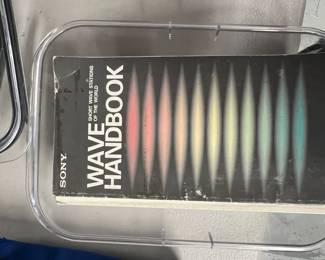 SHORT WAVE STATIONS
OF THE WORLD
WAVE
HANDBOOK
SONY